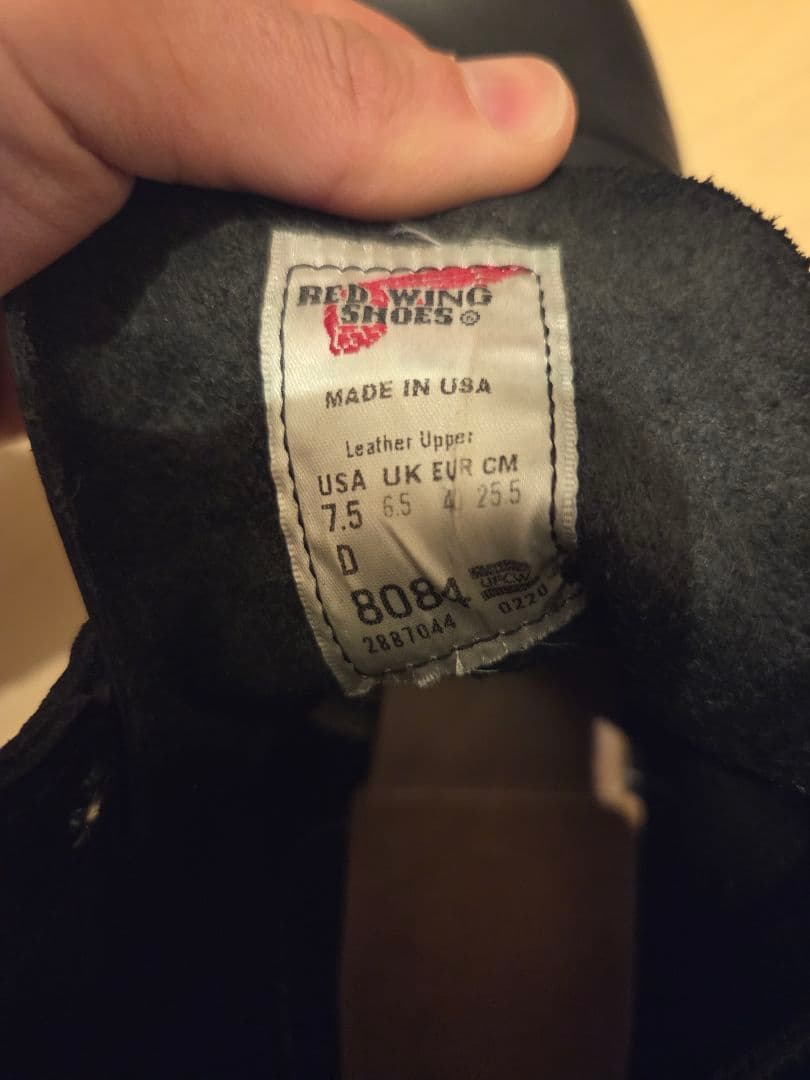 RED WING
SHOES ®
MADE IN USA
Leather Upper
USA UK EUR CM
7.5 6.5 25.5
D
8084 UFCW
2887044 0220